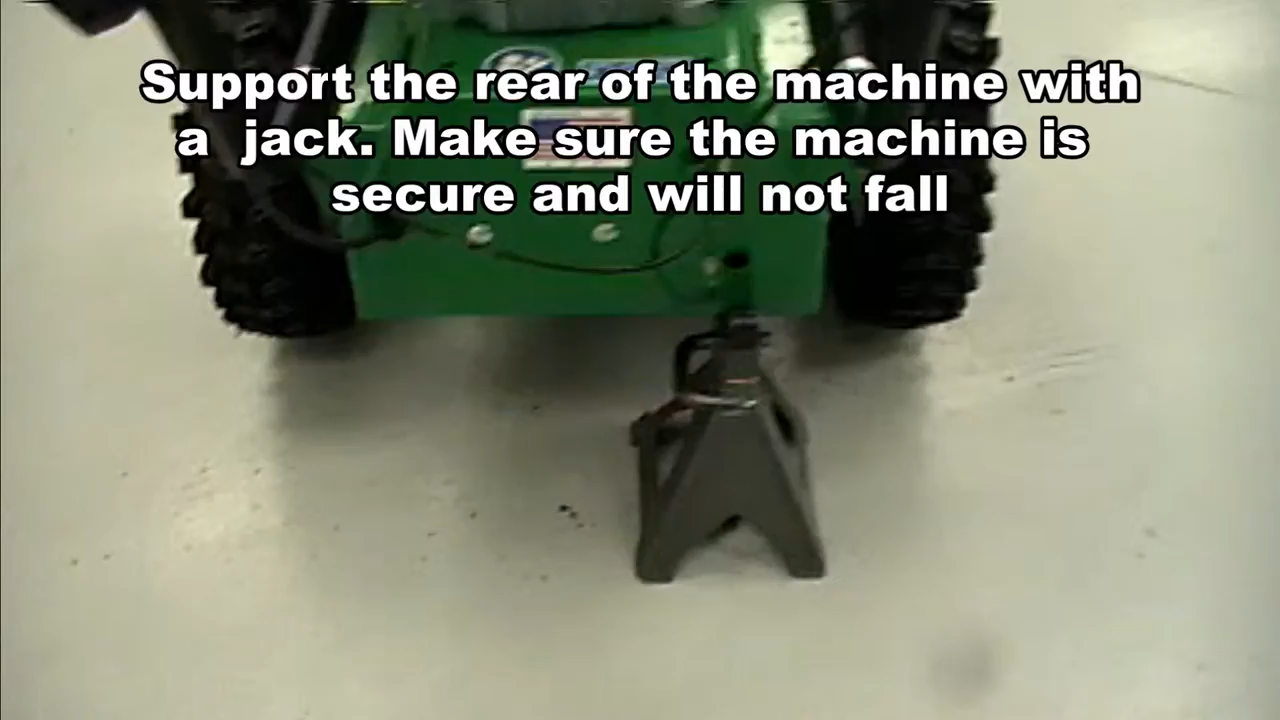 Support the rear of the machine with
a  jack. Make sure the machine is
secure and will not fall